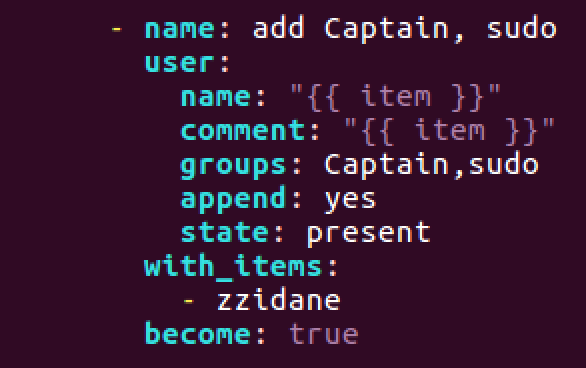 - name: add Captain, sudo
user:
name: "{{ item }}"
comment: "{{ item }}"
groups: Captain,sudo
append: yes
state: present
with_items:
- zzidane
become: true